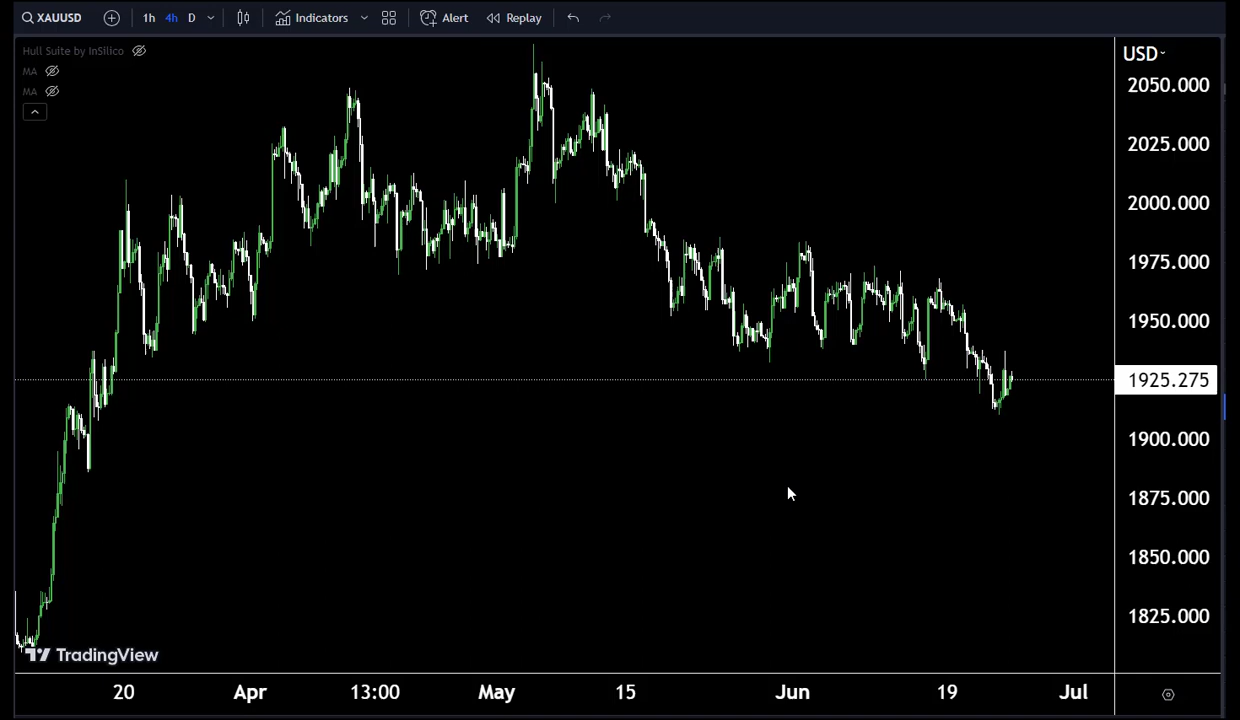 XAUUSD 1h 4h D Indicators Alert Replay
Hull Suite by InSilico
MA
MA
USD
2050.000
2025.000
2000.000
1975.000
1950.000
1925.275
1900.000
1875.000
1850.000
1825.000
TradingView
20 Apr 13:00 May 15 Jun 19 Jul